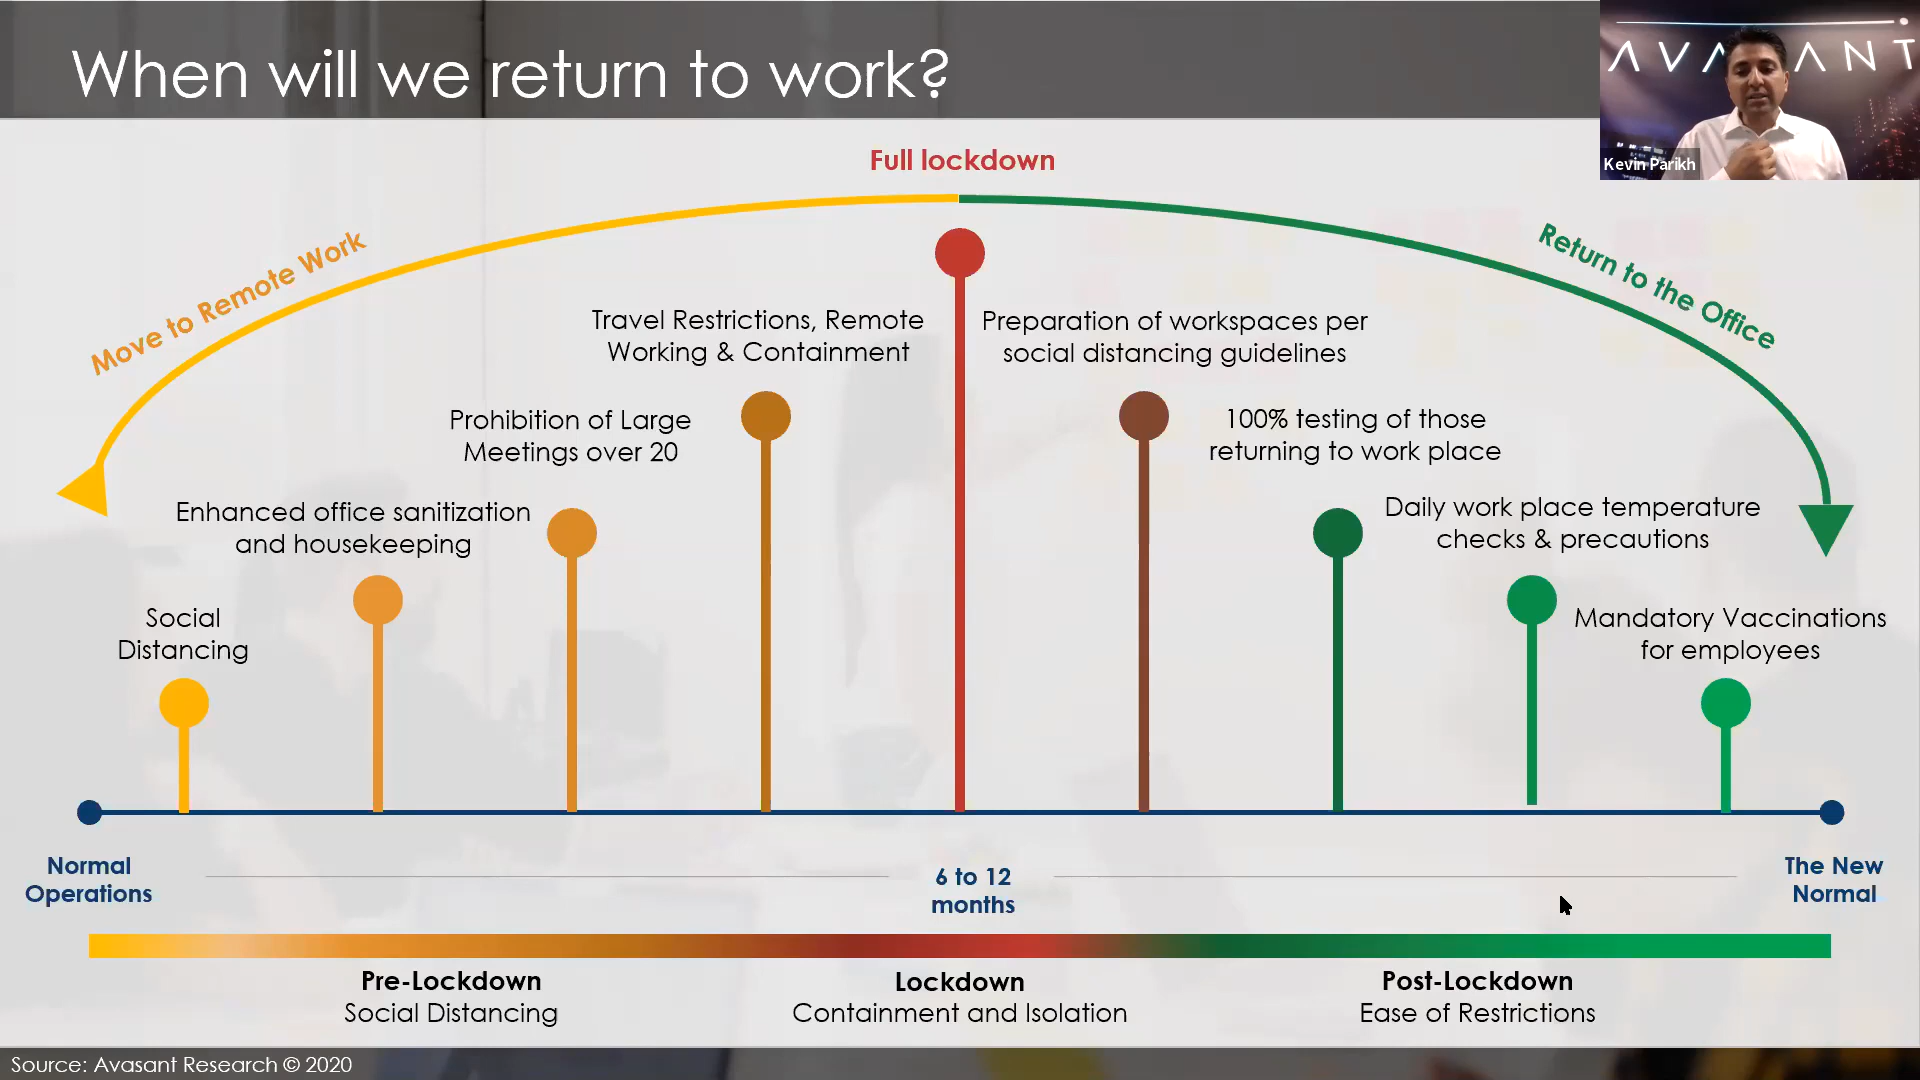 When will we return to work?
AVASANT
Kevin Parikh
Full lockdown
Move to Remote Work
Return to the Office
Travel Restrictions, Remote
Working & Containment
Preparation of workspaces per
social distancing guidelines
Prohibition of Large
Meetings over 20
100% testing of those
returning to work place
Enhanced office sanitization
and housekeeping
Daily work place temperature
checks & precautions
Social
Distancing
Mandatory Vaccinations
for employees
Normal
Operations
6 to 12
months
The New
Normal
Pre-Lockdown
Social Distancing
Lockdown
Containment and Isolation
Post-Lockdown
Ease of Restrictions
Source: Avasant Research © 2020